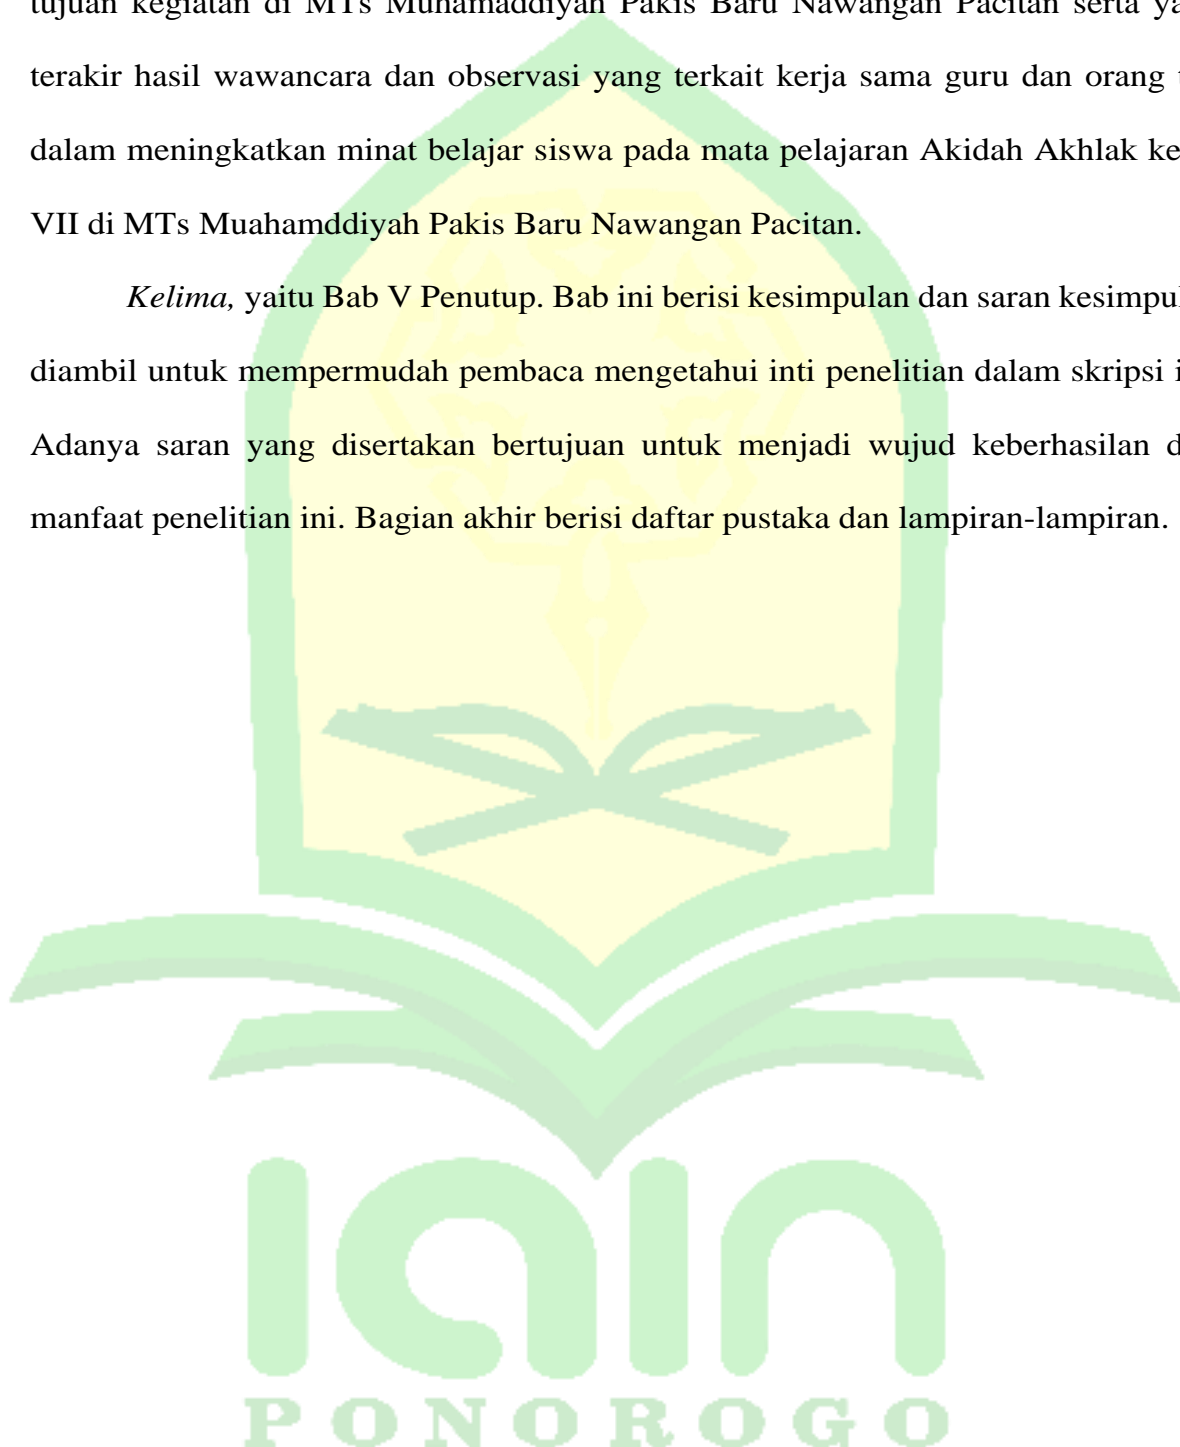 tujuan kegiatan di MTs Muhamaddiyah Pakis Baru Nawangan Pacitan serta
terakir hasil wawancara dan observasi yang terkait kerja sama guru dan orang
dalam meningkatkan minat belajar siswa pada mata pelajaran Akidah Akhlak
VII di MTs Muahamddiyah Pakis Baru Nawangan Pacitan.
Kelima, yaitu Bab V Penutup. Bab ini berisi kesimpulan dan saran
diambil untuk mempermudah pembaca mengetahui inti penelitian dalam skripsi
Adanya saran yang disertakan bertujuan untuk menjadi wujud keberhasilan
manfaat penelitian ini. Bagian akhir berisi daftar pustaka dan lampiran-lampiran.
iain
PONOROGO